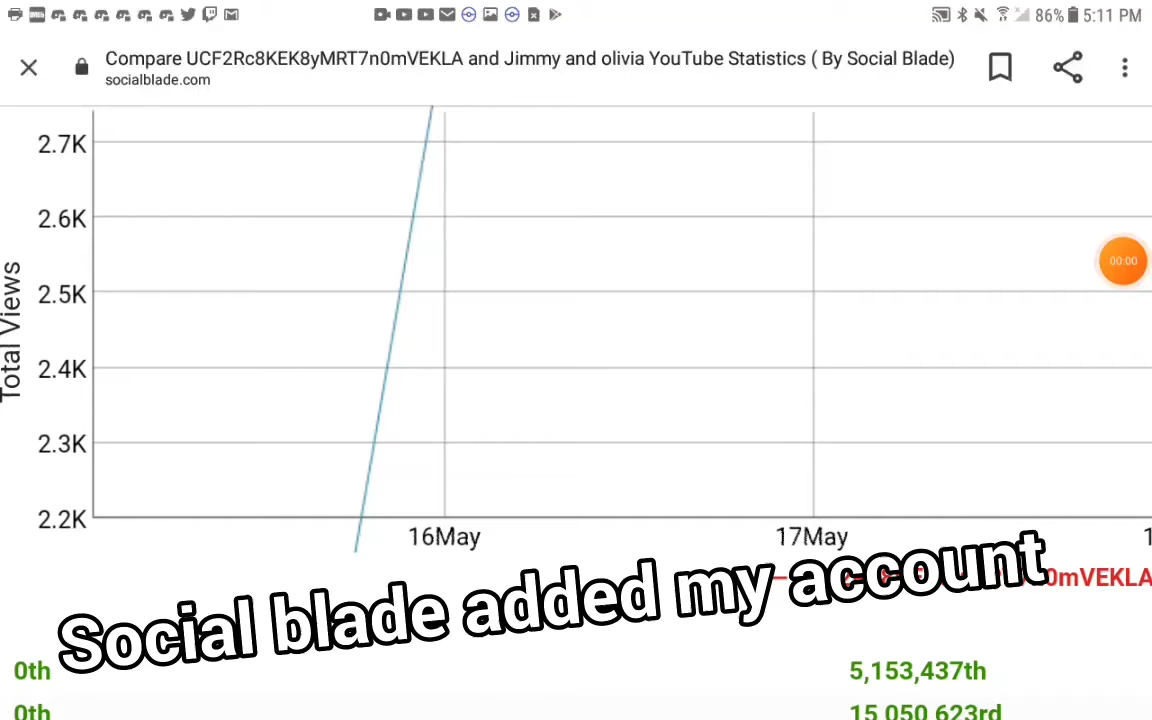 86% 5:11 PM
Compare UCF2Rc8KEK8yMRT7n0mVEKLA and Jimmy and olivia YouTube Statistics ( By Social Blade)
socialblade.com
2.7K
2.6K
00:00
2.5K
Total Views
2.4K
2.3K
2.2K
16May 17May 1
0mVEKLA
Social blade added my account
0th 5,153,437th
0th 15,050,623rd